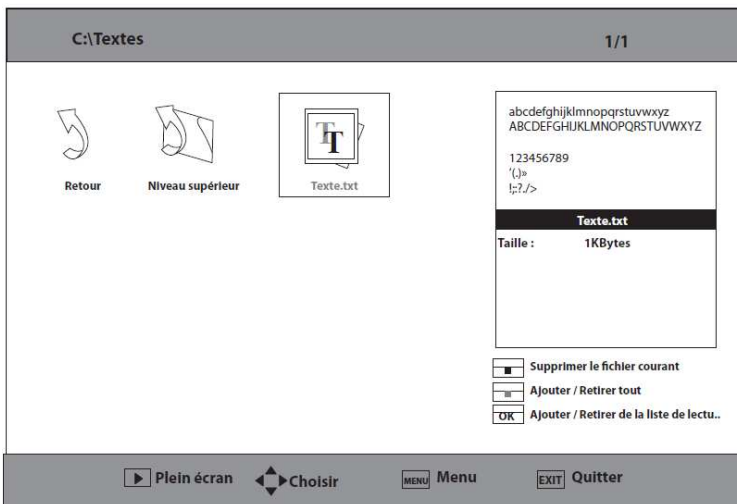 C:\Textes 1/1
Retour
Niveau supérieur
TT
Texte.txt
abcdefghijklmnopqrstuvwxyz
ABCDEFGHIJKLMNOPQRSTUVWXYZ
123456789
'(.)»
!;:?./>
Texte.txt
Taille : 1KBytes
Supprimer le fichier courant
Ajouter / Retirer tout
OK Ajouter / Retirer de la liste de lectu..
Plein écran Choisir MENU Menu EXIT Quitter